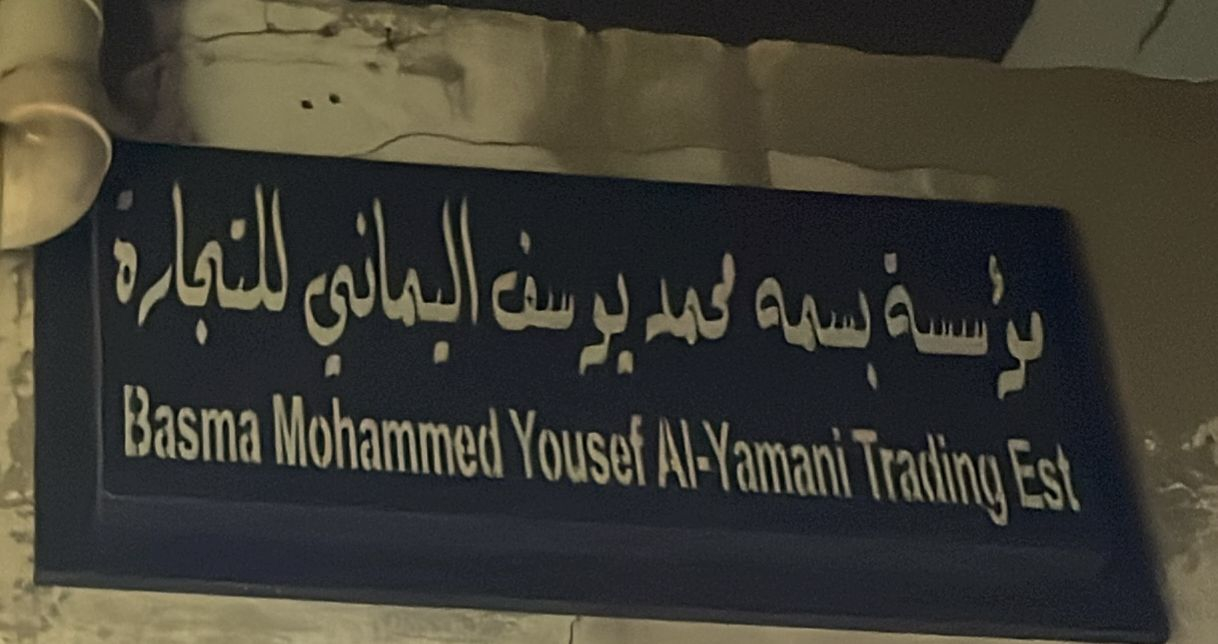 مؤسسة بسمه محمد يوسف اليماني للتجارة
Basma Mohammed Yousef Al-Yamani Trading Est